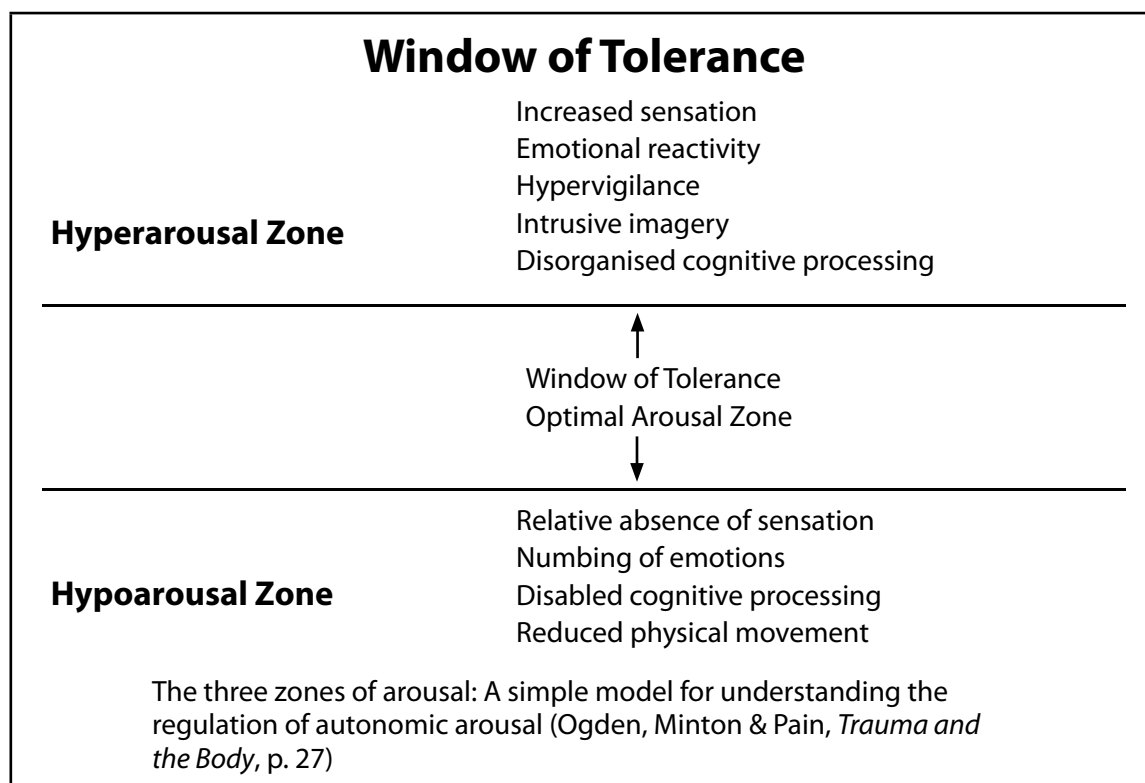 Window of Tolerance
Increased sensation
Emotional reactivity
Hypervigilance
Hyperarousal Zone
Intrusive imagery
Disorganised cognitive processing
Window of Tolerance
Optimal Arousal Zone
Relative absence of sensation
Numbing of emotions
Hypoarousal Zone
Disabled cognitive processing
Reduced physical movement
The three zones of arousal: A simple model for understanding the
regulation of autonomic arousal (Ogden, Minton & Pain, Trauma and
the Body, p. 27)